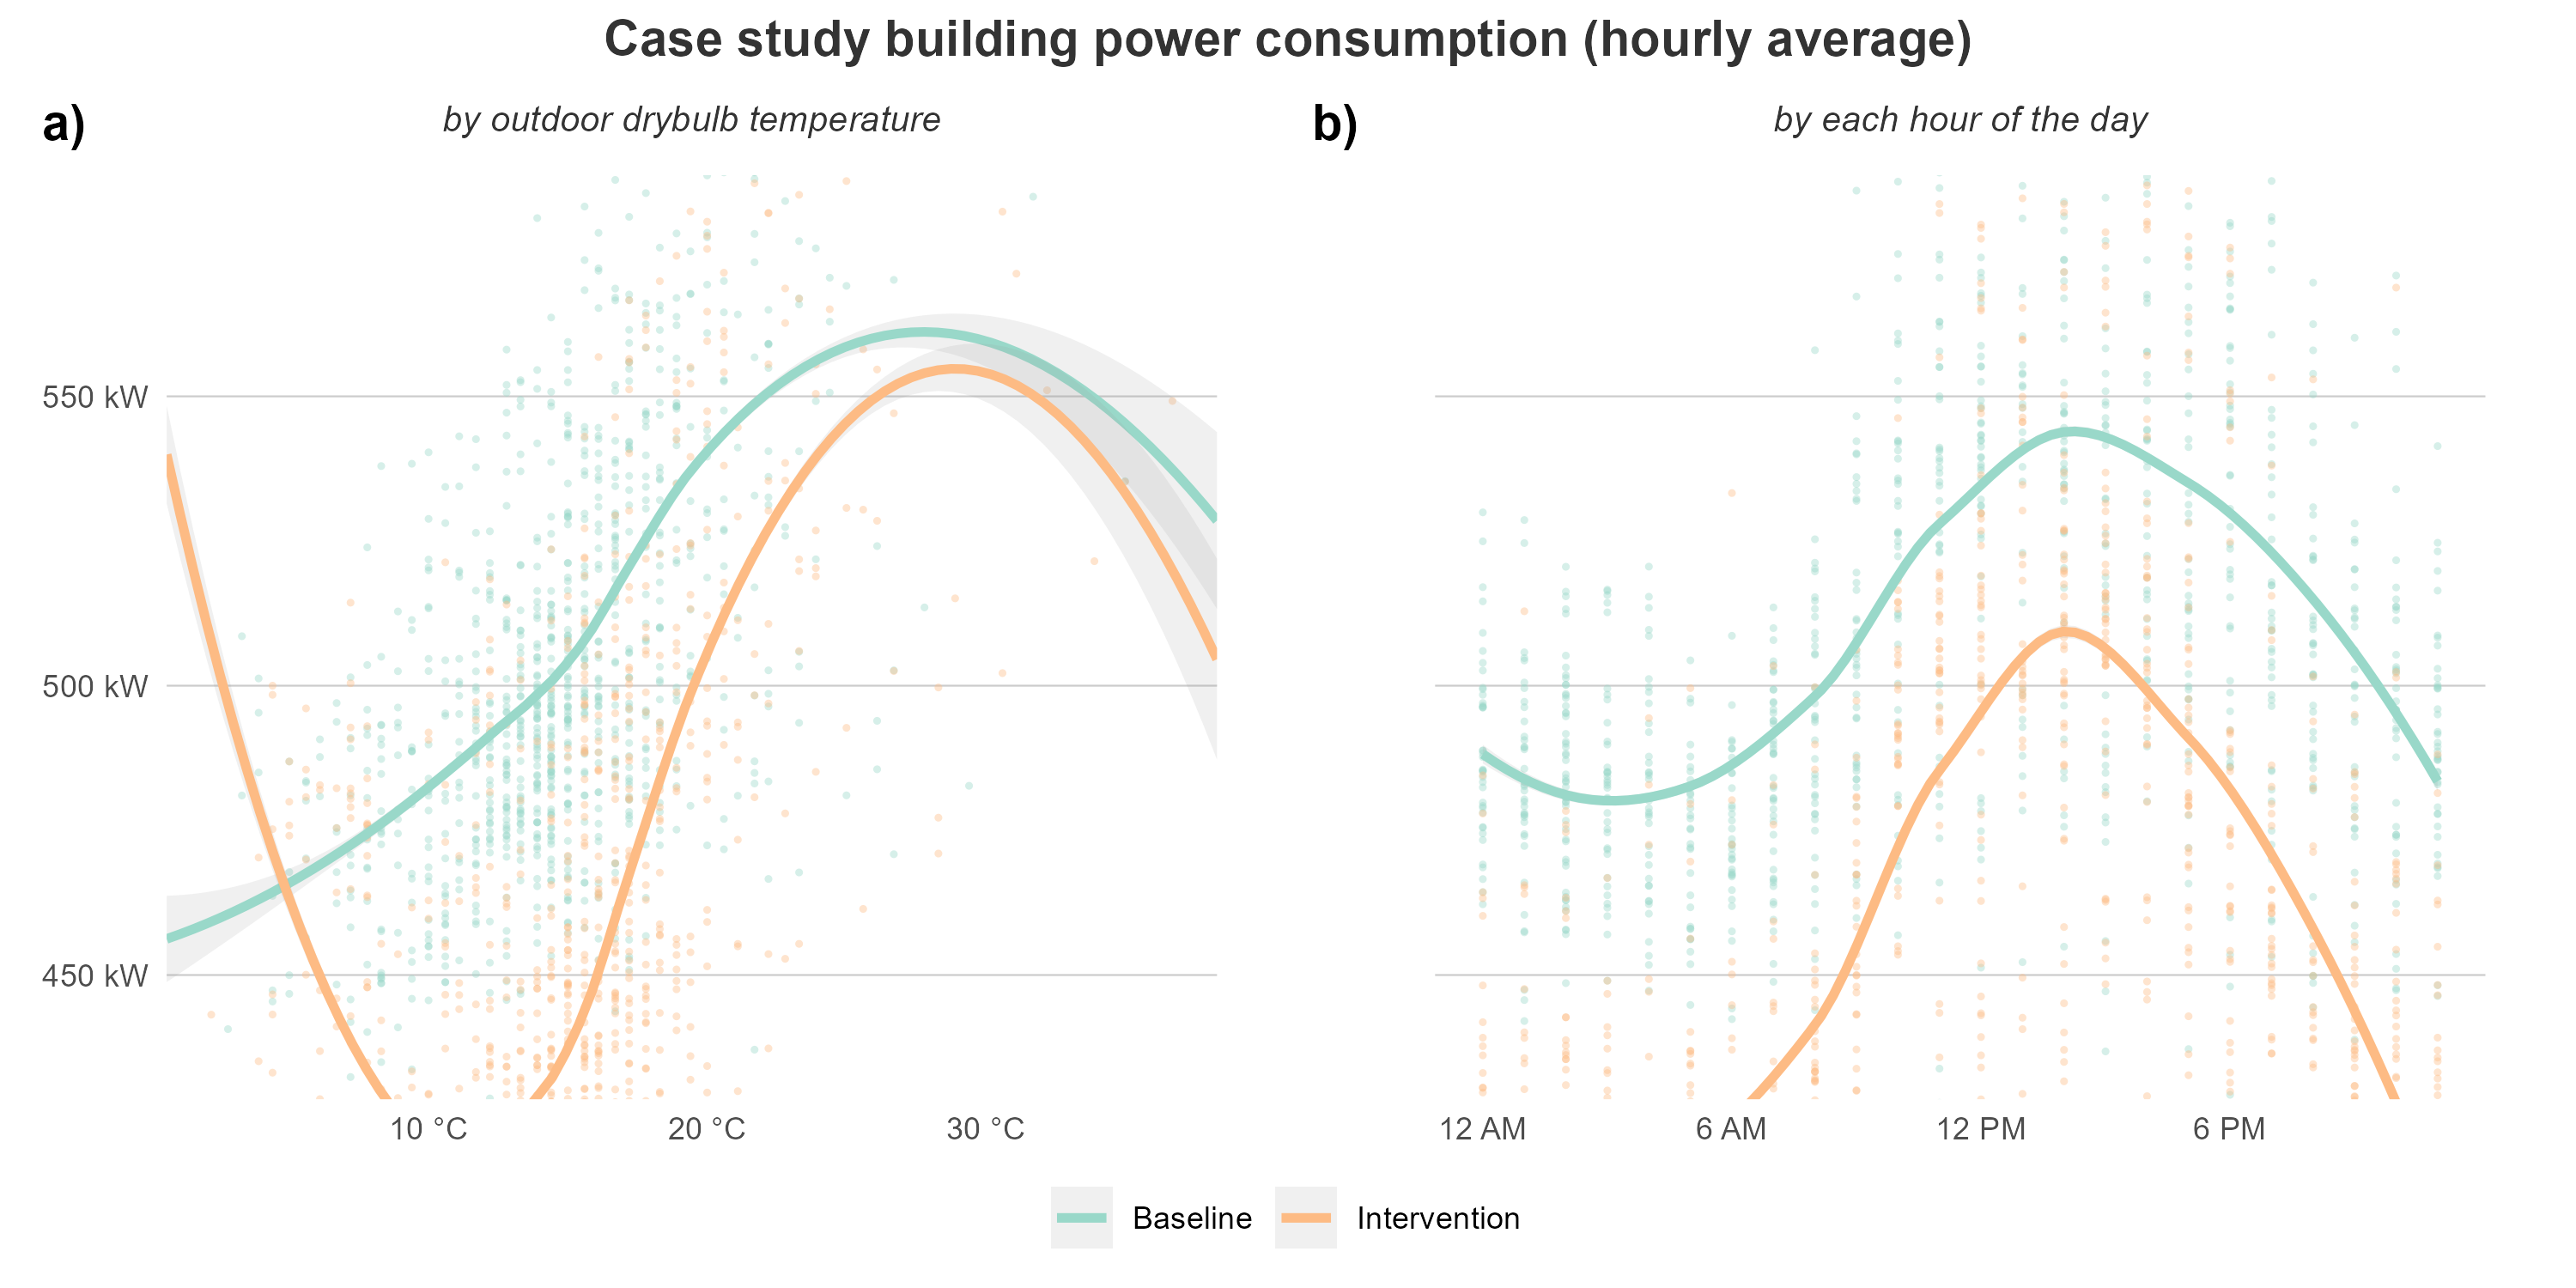 Case study building power consumption (hourly average)
a)
by outdoor drybulb temperature
b)
by each hour of the day
550 kW
500 kW
450 kW
10 °C
20 °C
30 °C
12 AM
6 AM
12 PM
6 PM
Baseline
Intervention